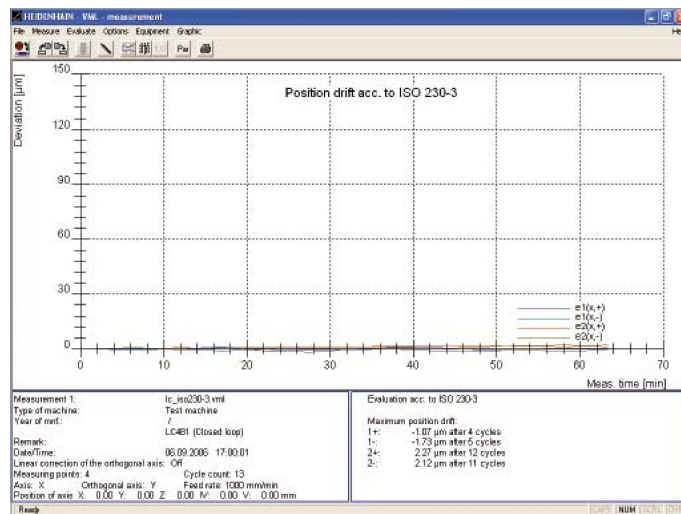 HEIDENHAIN - VML - measurement
File Measure Evaluate Options Equipment Graphic
He
Pw
Position drift acc. to ISO 230-3
Deviation [µm]
150
120
90
60
30
0
0 10 20 30 40 50 60 70
Meas. time [min]
e1(x,+)
e1(x,-)
e2(x,+)
e2(x,-)
Measurement 1: lc_iso230-3.vml
Type of machine: Test machine
Year of mnf.: /
LC481 (Closed loop)
Remark:
Date/Time: 06.09.2006 17:00:01
Linear correction of the orthogonal axis: Off
Measuring points: 4 Cycle count: 13
Axis: X Orthogonal axis: Y Feed rate: 1000 mm/min
Position of axis X: 0.00 Y: 0.00 Z: 0.00 W: 0.00 V: 0.00 mm
Evaluation acc. to ISO 230-3
Maximum position drift:
1+: -1.07 µm after 4 cycles
1-: -1.73 µm after 5 cycles
2+: 2.27 µm after 12 cycles
2-: 2.12 µm after 11 cycles
Ready
CAPS NUM SCRL OVR